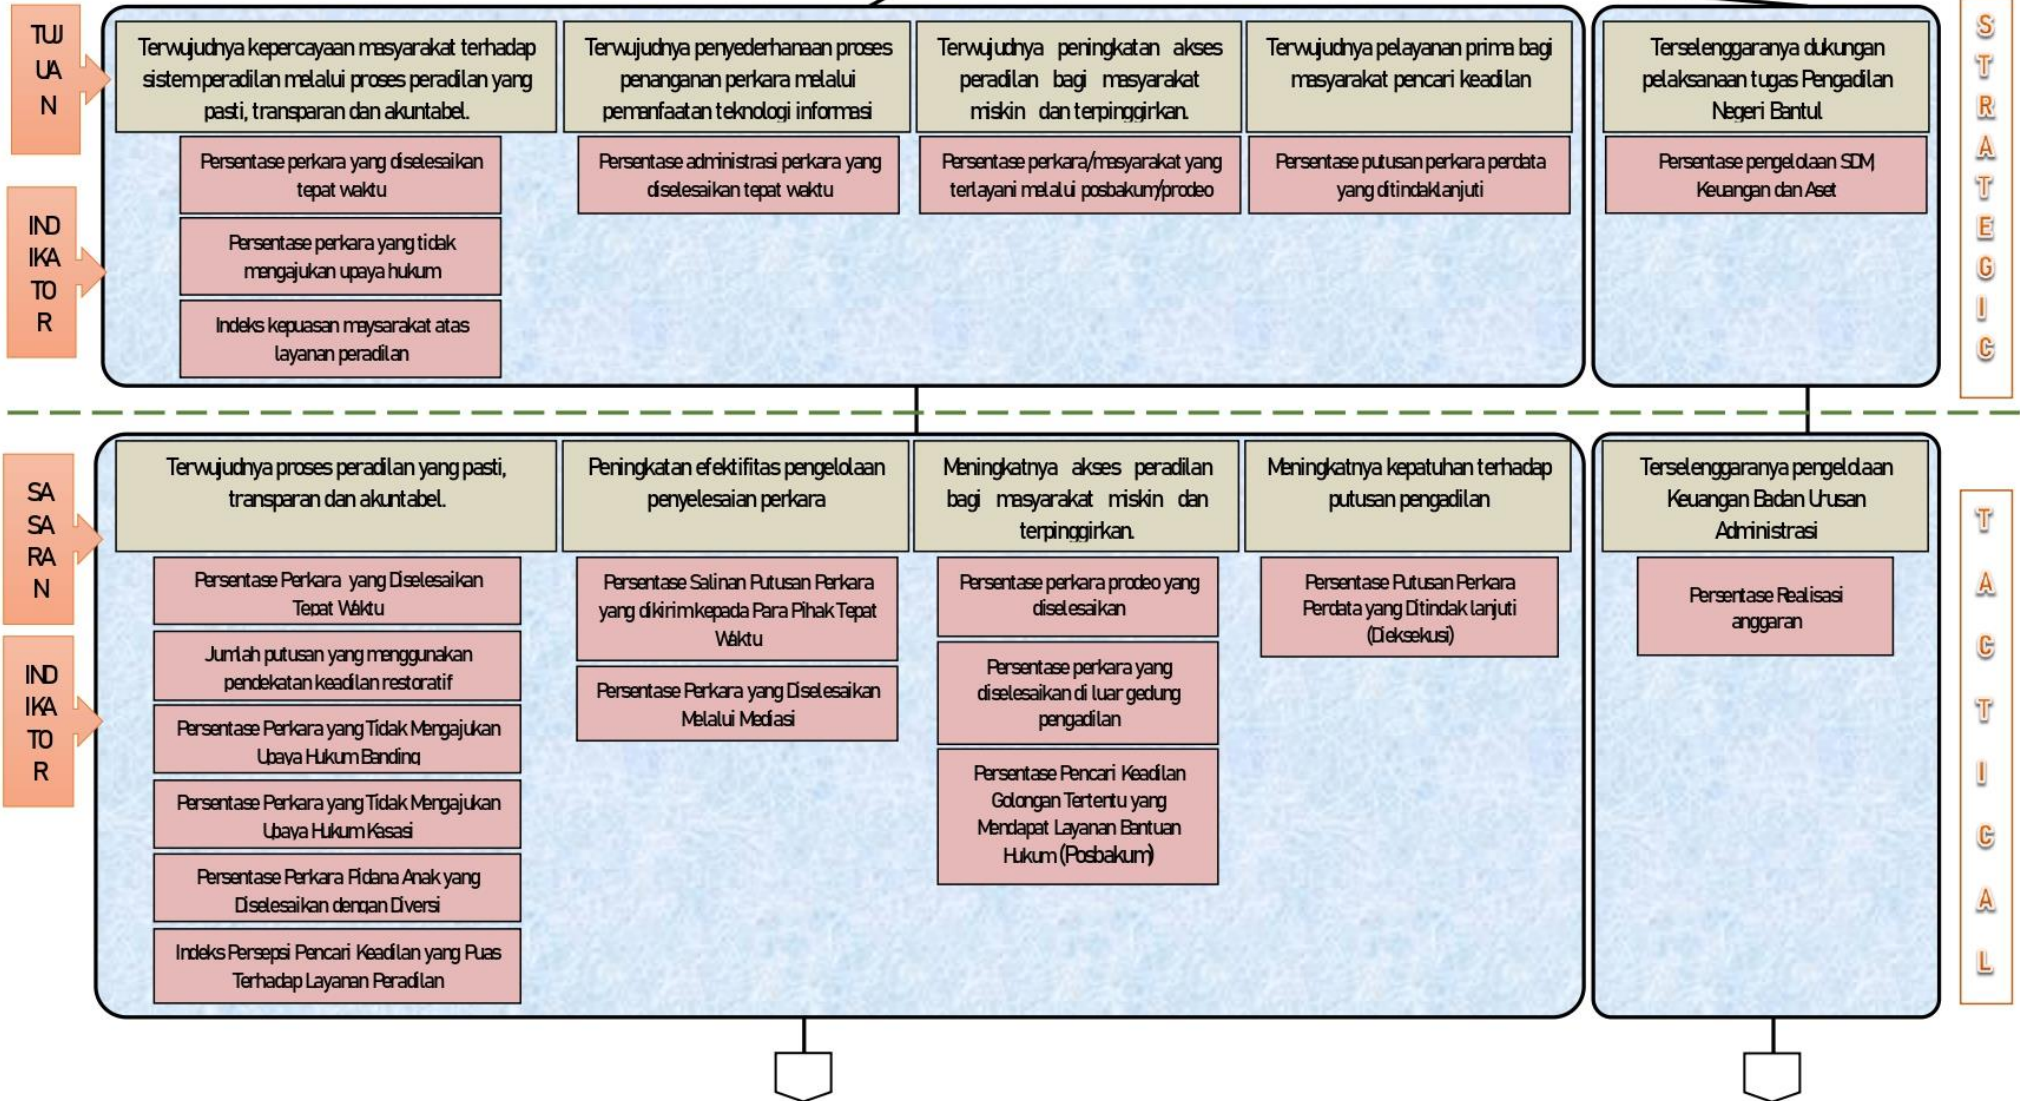 TUJ
UA
N
Terwujudnya kepercayaan masyarakat terhadap
sistem peradilan melalui proses peradilan yang
pasti, transparan dan akuntabel.
Terwujudnya penyederhanaan proses
penanganan perkara melalui
pemanfaatan teknologi informasi
Terwujudnya peningkatan akses
peradilan bagi masyarakat
miskin dan terpinggirkan.
Terwujudnya pelayanan prima bagi
masyarakat pencari keadilan
Terselenggaranya dukungan
pelaksanaan tugas Pengadilan
Negeri Bantul
IND
IKA
TO
R
Persentase perkara yang diselesaikan
tepat waktu
Persentase perkara yang tidak
mengajukan upaya hukum
Indeks kepuasan maysarakat atas
layanan peradilan
Persentase administrasi perkara yang
diselesaikan tepat waktu
Persentase perkara/masyarakat yang
terlayani melalui posbakum/prodeo
Persentase putusan perkara perdata
yang ditindaklanjuti
Persentase pengelolaan SDM,
Keuangan dan Aset
S
T
R
A
T
E
G
I
C
SA
SA
RA
N
Terwujudnya proses peradilan yang pasti,
transparan dan akuntabel.
Peningkatan efektifitas pengelolaan
penyelesaian perkara
Meningkatnya akses peradilan
bagi masyarakat miskin dan
terpinggirkan.
Meningkatnya kepatuhan terhadap
putusan pengadilan
Terselenggaranya pengelolaan
Keuangan Badan Urusan
Administrasi
IND
IKA
TO
R
Persentase Perkara yang Diselesaikan
Tepat Waktu
Jumlah putusan yang menggunakan
pendekatan keadilan restoratif
Persentase Perkara yang Tidak Mengajukan
Upaya Hukum Banding
Persentase Perkara yang Tidak Mengajukan
Upaya Hukum Kasasi
Persentase Perkara Pidana Anak yang
Diselesaikan dengan Diversi
Indeks Persepsi Pencari Keadilan yang Puas
Terhadap Layanan Peradilan
Persentase Salinan Putusan Perkara
yang dikirim kepada Para Pihak Tepat
Waktu
Persentase Perkara yang Diselesaikan
Melalui Mediasi
Persentase perkara prodeo yang
diselesaikan
Persentase perkara yang
diselesaikan di luar gedung
pengadilan
Persentase Pencari Keadilan
Golongan Tertentu yang
Mendapat Layanan Bantuan
Hukum (Posbakum)
Persentase Putusan Perkara
Perdata yang Ditindak lanjuti
(Dieksekusi)
Persentase Realisasi
anggaran
T
A
C
T
I
C
A
L